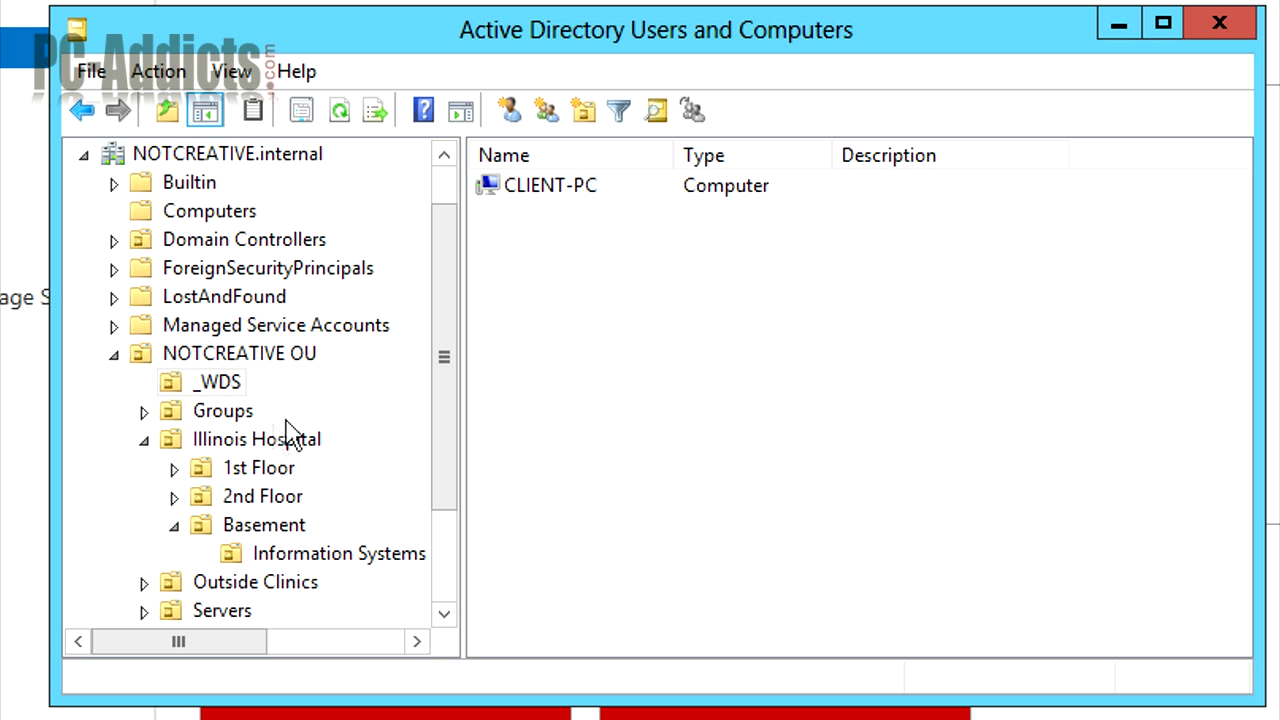 Active Directory Users and Computers
PC-Addicts.com
File Action View Help
NOTCREATIVE.internal
Builtin
Computers
Domain Controllers
ForeignSecurityPrincipals
LostAndFound
Managed Service Accounts
NOTCREATIVE OU
_WDS
Groups
Illinois Hospital
1st Floor
2nd Floor
Basement
Information Systems
Outside Clinics
Servers
Name Type Description
CLIENT-PC Computer
age S